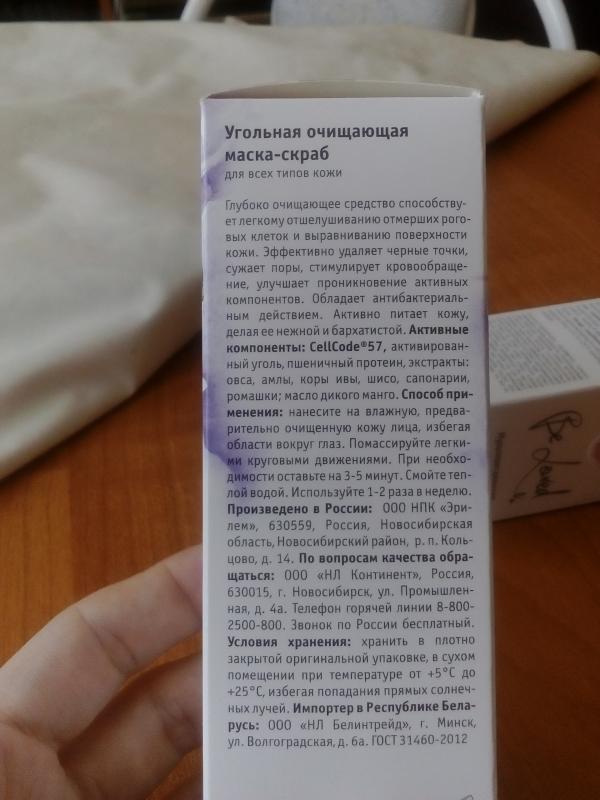 Угольная очищающая
маска-скраб
для всех типов кожи
Глубоко очищающее средство способству-
ет легкому отшелушиванию отмерших рого-
вых клеток и выравниванию поверхности
кожи. Эффективно удаляет черные точки,
сужает поры, стимулирует кровообраще-
ние, улучшает проникновение активных
компонентов. Обладает антибактериаль-
ным действием. Активно питает кожу,
делая ее нежной и бархатистой. Активные
компоненты: CellCode®57, активирован-
ный уголь, пшеничный протеин, экстракты:
овса, амлы, коры ивы, шисо, сапонарии,
ромашки; масло дикого манго. Способ при-
менения: нанесите на влажную, предва-
рительно очищенную кожу лица, избегая
области вокруг глаз. Помассируйте легки-
ми круговыми движениями. При необхо-
димости оставьте на 3-5 минут. Смойте теп-
лой водой. Используйте 1-2 раза в неделю.
Произведено в России: ООО НПК «Эри-
лем», 630559, Россия, Новосибирская
область, Новосибирский район, р. п. Коль-
цово, д. 14. По вопросам качества обра-
щаться: ООО «НЛ Континент», Россия,
630015, г. Новосибирск, ул. Промышлен-
ная, д. 4а. Телефон горячей линии 8-800-
2500-800. Звонок по России бесплатный.
Условия хранения: хранить в плотно
закрытой оригинальной упаковке, в сухом
помещении при температуре от +5°С до
+25°С, избегая попадания прямых солнеч-
ных лучей. Импортер в Республике Бела-
русь: ООО «НЛ Белинтрейд», г. Минск,
ул. Волгоградская, д. 6а. ГОСТ 31460-2012
Be Loved